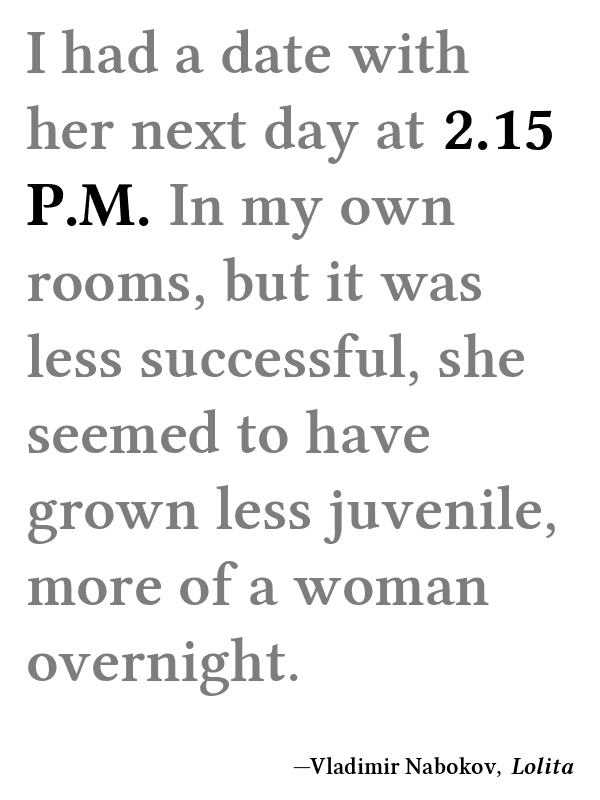 I had a date with
her next day at 2.15
P.M. In my own
rooms, but it was
less successful, she
seemed to have
grown less juvenile,
more of a woman
overnight.
—Vladimir Nabokov, Lolita